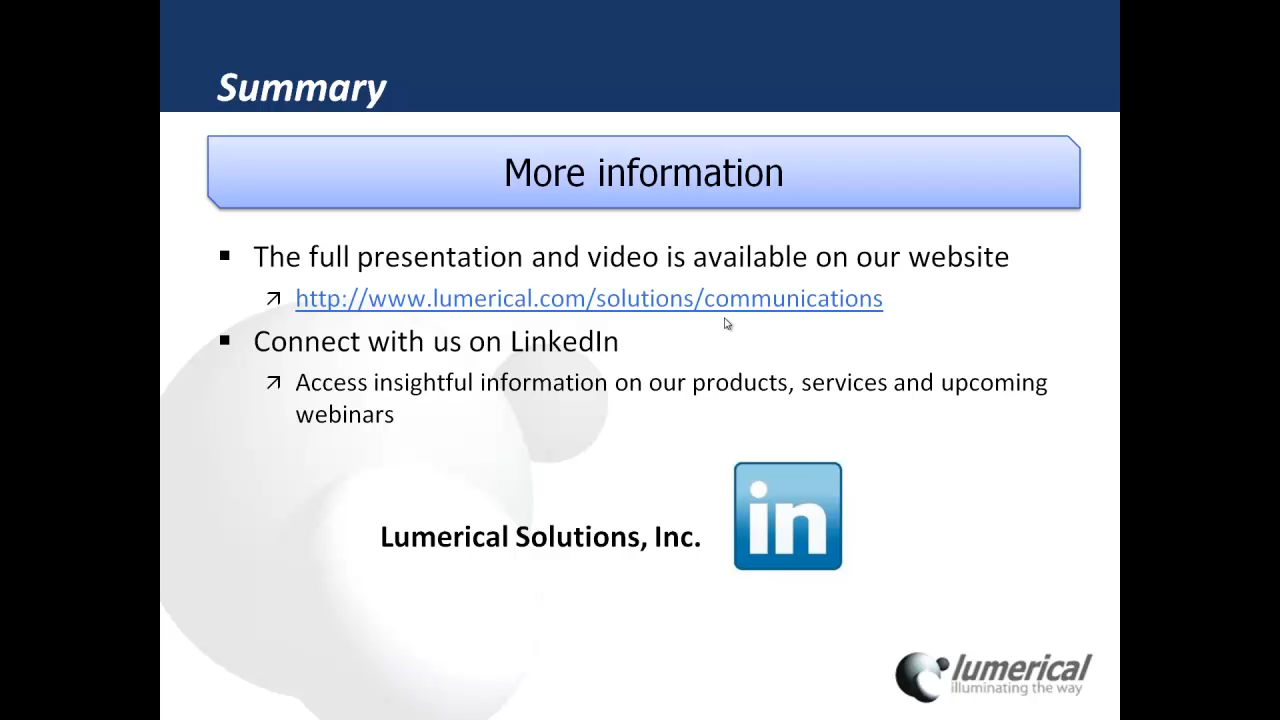 Summary
More information
The full presentation and video is available on our website
http://www.lumerical.com/solutions/communications
Connect with us on LinkedIn
Access insightful information on our products, services and upcoming
webinars
Lumerical Solutions, Inc.
in
lumerical
illuminating the way